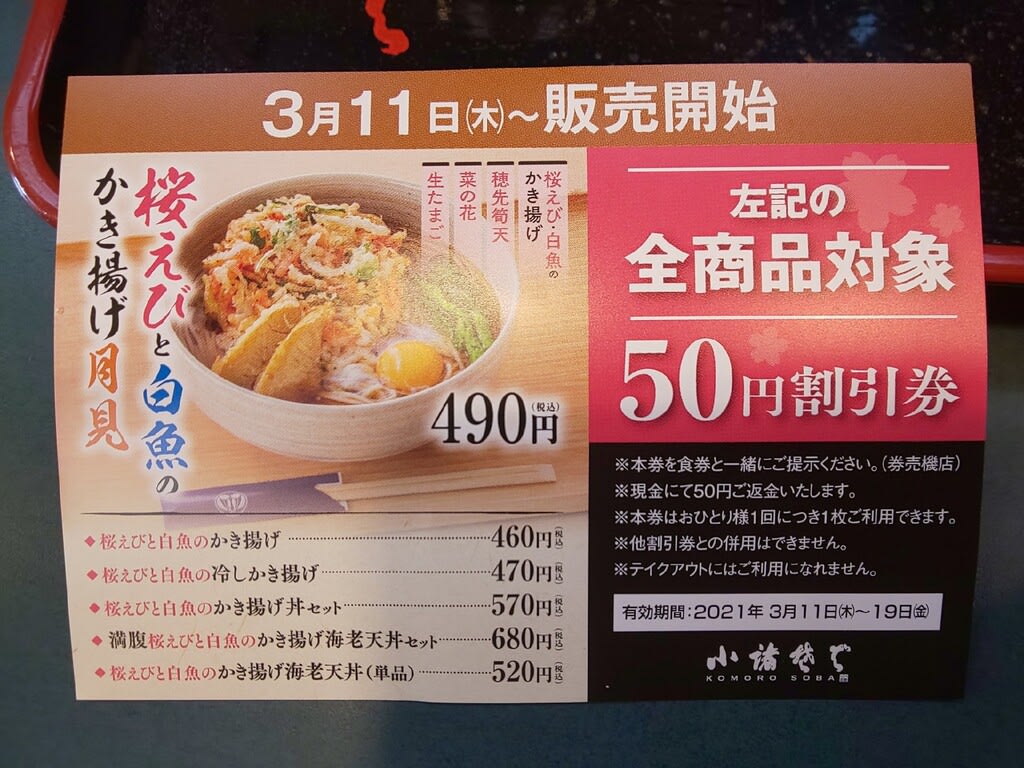 3月11日㈭～販売開始
桜えびと白魚の
かき揚げ月見
桜えび・白魚の
かき揚げ
穂先筍天
菜の花
生たまご
490円(税込)
◆桜えびと白魚のかき揚げ 460円(税込)
◆桜えびと白魚の冷しかき揚げ 470円(税込)
◆桜えびと白魚のかき揚げ丼セット 570円(税込)
◆満腹桜えびと白魚のかき揚げ海老天丼セット 680円(税込)
◆桜えびと白魚のかき揚げ海老天丼(単品) 520円(税込)
左記の
全商品対象
50円割引券
※本券を食券と一緒にご提示ください。(券売機店)
※現金にて50円ご返金いたします。
※本券はおひとり様1回につき1枚ご利用できます。
※他割引券との併用はできません。
※テイクアウトにはご利用になれません。
有効期間:2021年 3月11日㈭～19日㈮
小諸そば
KOMORO SOBA